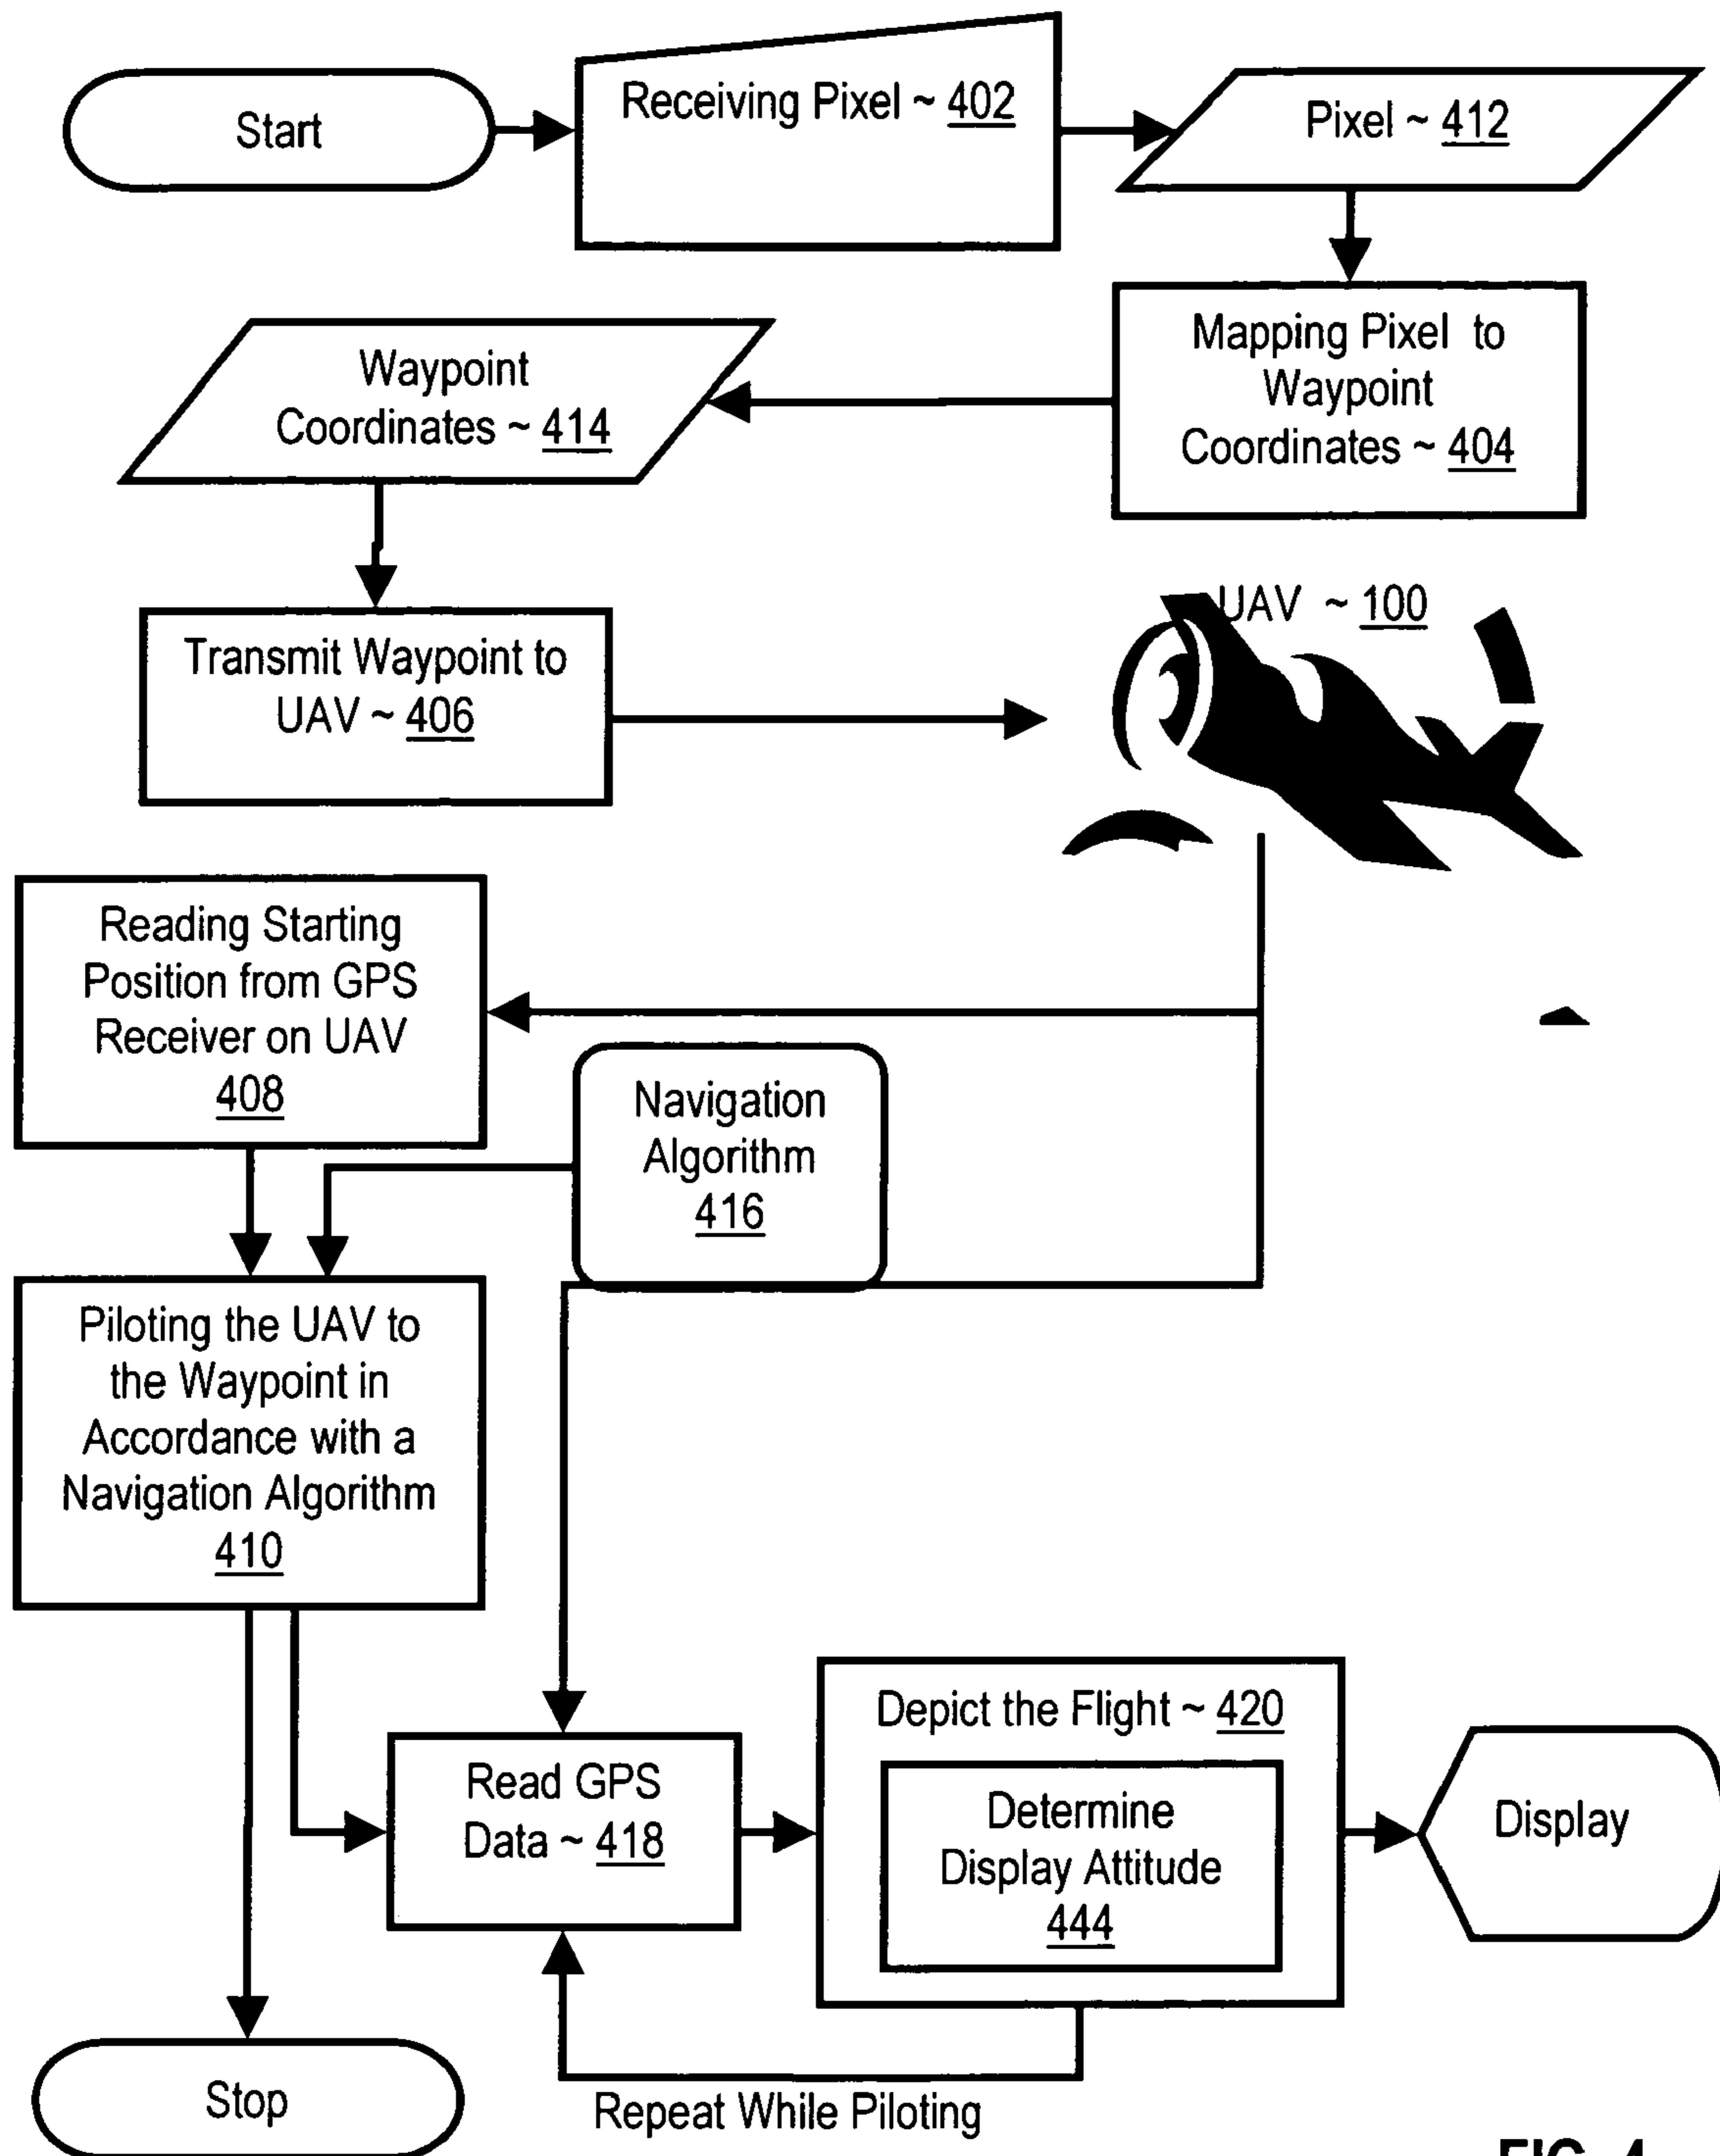 Start
Receiving Pixel ~ 402
Pixel ~ 412
Mapping Pixel to
Waypoint
Coordinates ~ 404
Waypoint
Coordinates ~ 414
Transmit Waypoint to
UAV ~ 406
UAV ~ 100
Reading Starting
Position from GPS
Receiver on UAV
408
Navigation
Algorithm
416
Piloting the UAV to
the Waypoint in
Accordance with a
Navigation Algorithm
410
Depict the Flight ~ 420
Read GPS
Data ~ 418
Determine
Display Attitude
444
Display
Stop
Repeat While Piloting
FIG. 4